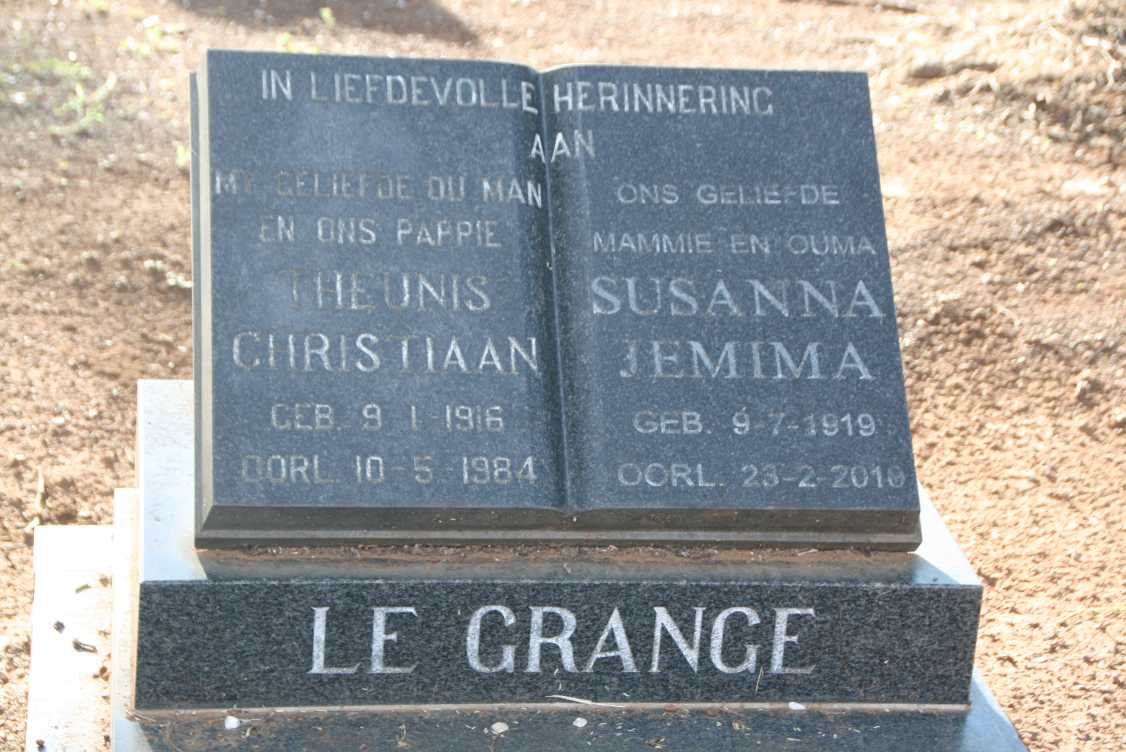 IN LIEFDEVOLLE HERINNERING
AAN
MY GELIEFDE OU MAN
EN ONS PAPPIE
THEUNIS
CHRISTIAAN
GEB. 9-1-1916
OORL. 10-5-1984
ONS GELIEFDE
MAMMIE EN OUMA
SUSANNA
JEMIMA
GEB. 9-7-1919
OORL. 23-2-2010
LE GRANGE